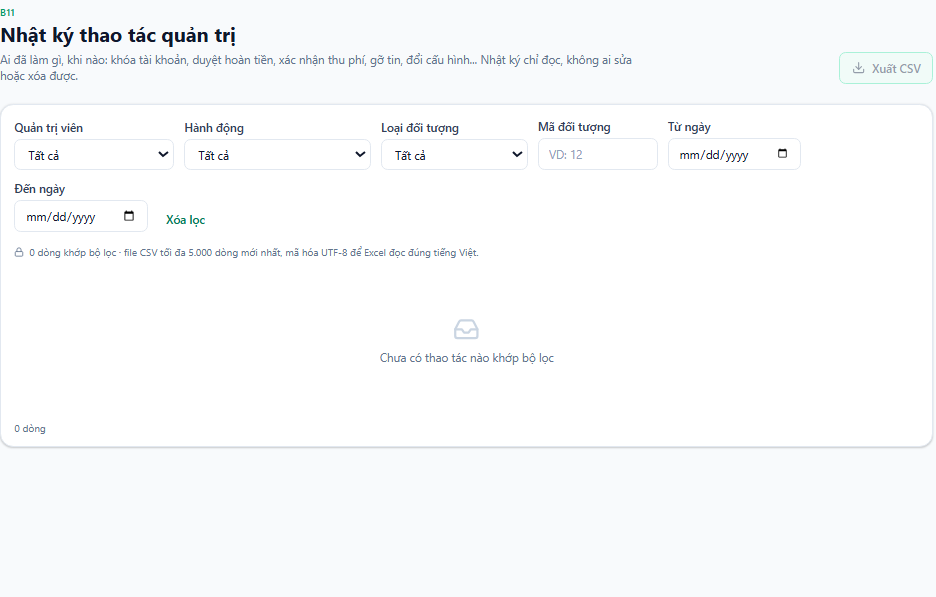 B11
Nhật ký thao tác quản trị
Ai đã làm gì, khi nào: khóa tài khoản, duyệt hoàn tiền, xác nhận thu phí, gỡ tin, đổi cấu hình... Nhật ký chỉ đọc, không ai sửa
hoặc xóa được.
Xuất CSV
Quản trị viên
Hành động
Loại đối tượng
Mã đối tượng
Từ ngày
Tất cả
Tất cả
Tất cả
VD: 12
mm/dd/yyyy
Đến ngày
mm/dd/yyyy
Xóa lọc
0 dòng khớp bộ lọc · file CSV tối đa 5.000 dòng mới nhất, mã hóa UTF-8 để Excel đọc đúng tiếng Việt.
Chưa có thao tác nào khớp bộ lọc
0 dòng